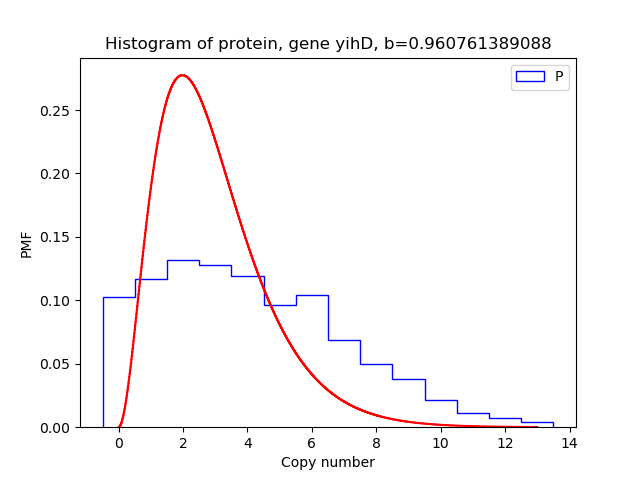 Histogram of protein, gene yihD, b=0.960761389088
P
PMF
0.25
0.20
0.15
0.10
0.05
0.00
0 2 4 6 8 10 12 14
Copy number